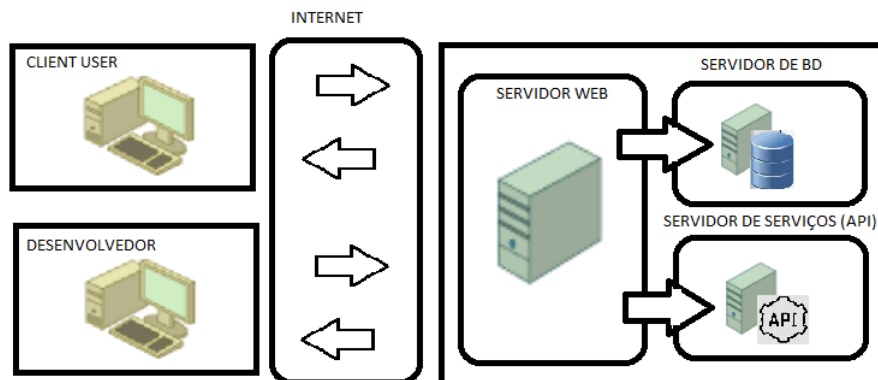 INTERNET
CLIENT USER
SERVIDOR WEB
SERVIDOR DE BD
DESENVOLVEDOR
SERVIDOR DE SERVIÇOS (API)
API